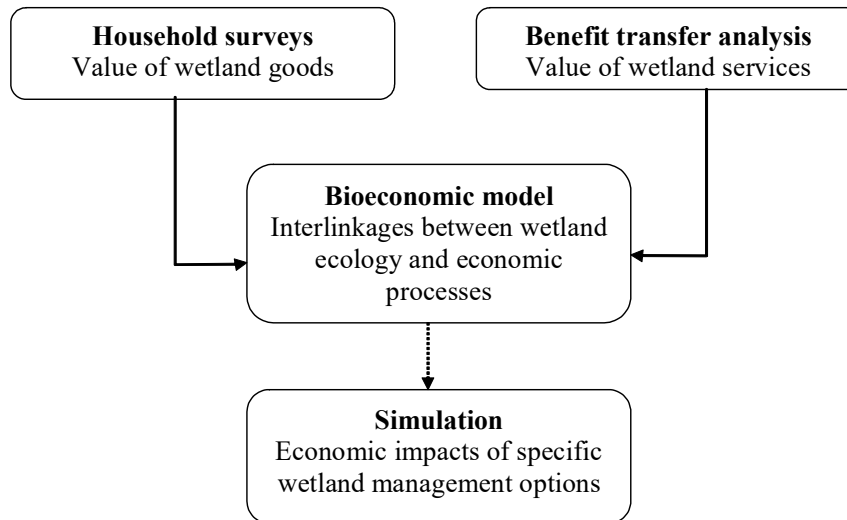 Household surveys
Value of wetland goods
Benefit transfer analysis
Value of wetland services
Bioeconomic model
Interlinkages between wetland
ecology and economic
processes
Simulation
Economic impacts of specific
wetland management options